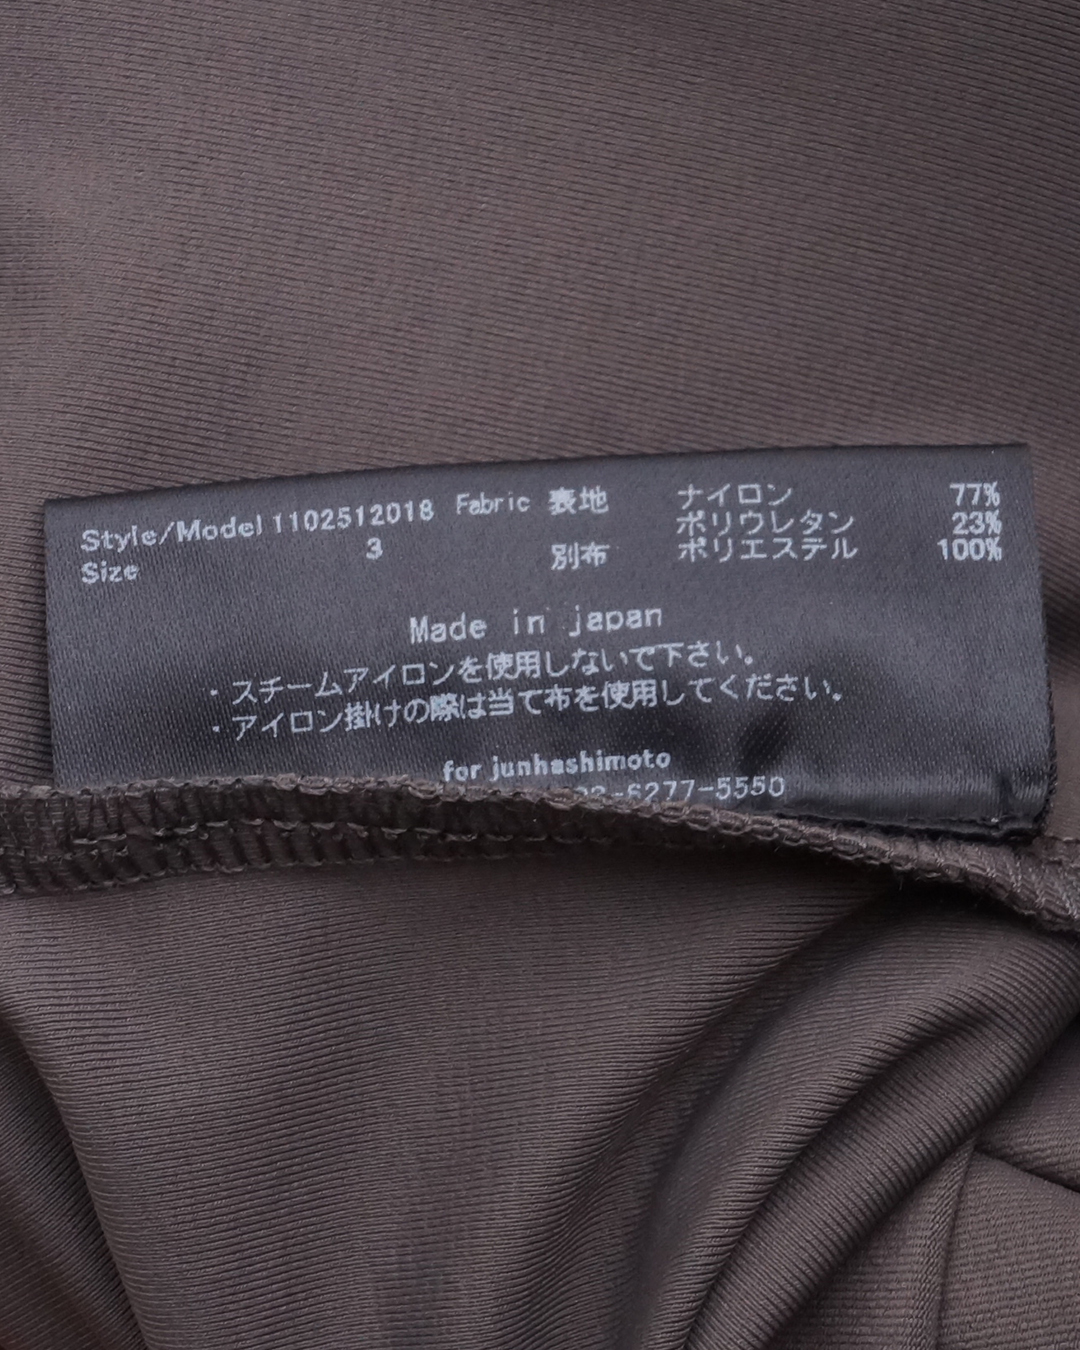 Style/Model 1102512018 Fabric 表地 ナイロン 77%
ポリウレタン 23%
Size 3 別布 ポリエステル 100%
Made in japan
・スチームアイロンを使用しないで下さい。
・アイロン掛けの際は当て布を使用してください。
for junhashimoto
-6277-5550